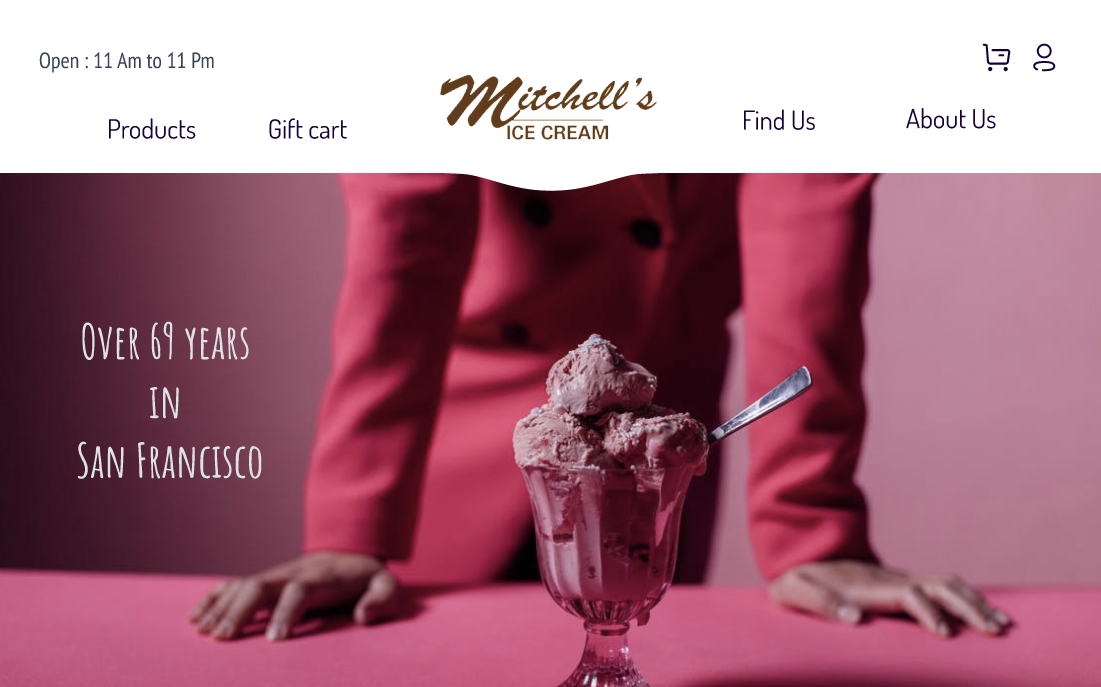 Open : 11 Am to 11 Pm
Mitchell's
ICE CREAM
Products
Gift cart
Find Us
About Us
Over 69 years
in
San Francisco